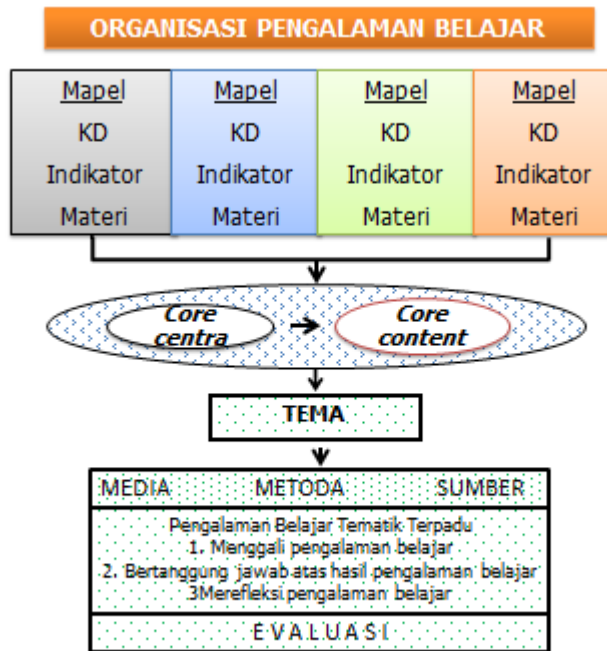 ORGANISASI PENGALAMAN BELAJAR
Mapel
KD
Indikator
Materi
Mapel
KD
Indikator
Materi
Mapel
KD
Indikator
Materi
Mapel
KD
Indikator
Materi
Core
centra
Core
content
TEMA
MEDIA METODA SUMBER
Pengalaman Belajar Tematik Terpadu
1. Menggali pengalaman belajar
2. Bertanggung jawab atas hasil pengalaman belajar
3Merefleksi pengalaman belajar
E V A L U A S I